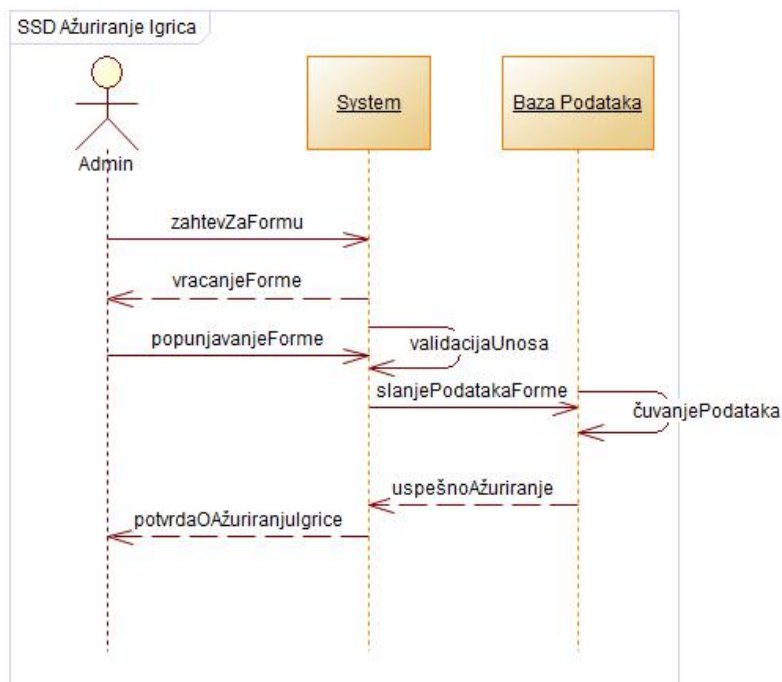 SSD Ažuriranje Igrica
System
Baza Podataka
Admin
zahtevZaFormu
vracanjeForme
popunjavanjeForme
validacijaUnosa
slanjePodatakaForme
čuvanjePodataka
uspešnoAžuriranje
potvrdaOAžuriranjuIgrice